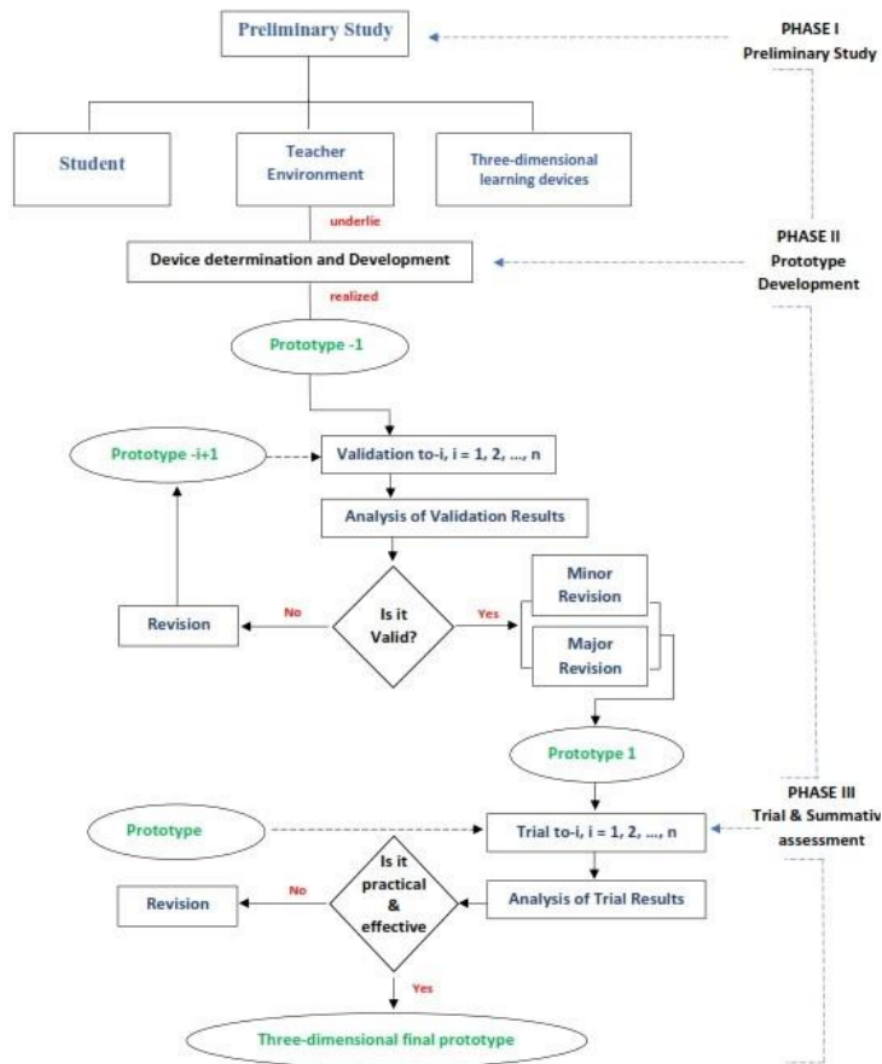 Preliminary Study
PHASE I
Preliminary Study
Student
Teacher
Environment
Three-dimensional
learning devices
underlie
PHASE II
Prototype
Development
Device determination and Development
realized
Prototype -1
Prototype -i+1
Validation to-i, i = 1, 2, ..., n
Analysis of Validation Results
Minor
Revision
Revision
No
Is it
Valid?
Yes
Major
Revision
Prototype 1
PHASE III
Trial & Summativ
assessment
Prototype
Trial to-i, i = 1, 2, ..., n
Is it
practical
&
effective
Revision
No
Analysis of Trial Results
Yes
Three-dimensional final prototype